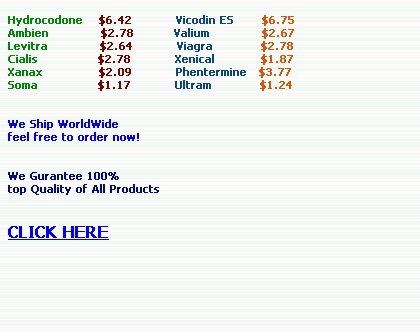 Hydrocodone $6.42 Vicodin ES $6.75
Ambien $2.78 Valium $2.67
Levitra $2.64 Viagra $2.78
Cialis $2.78 Xenical $1.87
Xanax $2.09 Phentermine $3.77
Soma $1.17 Ultram $1.24
We Ship WorldWide
feel free to order now!
We Gurantee 100%
top Quality of All Products
CLICK HERE